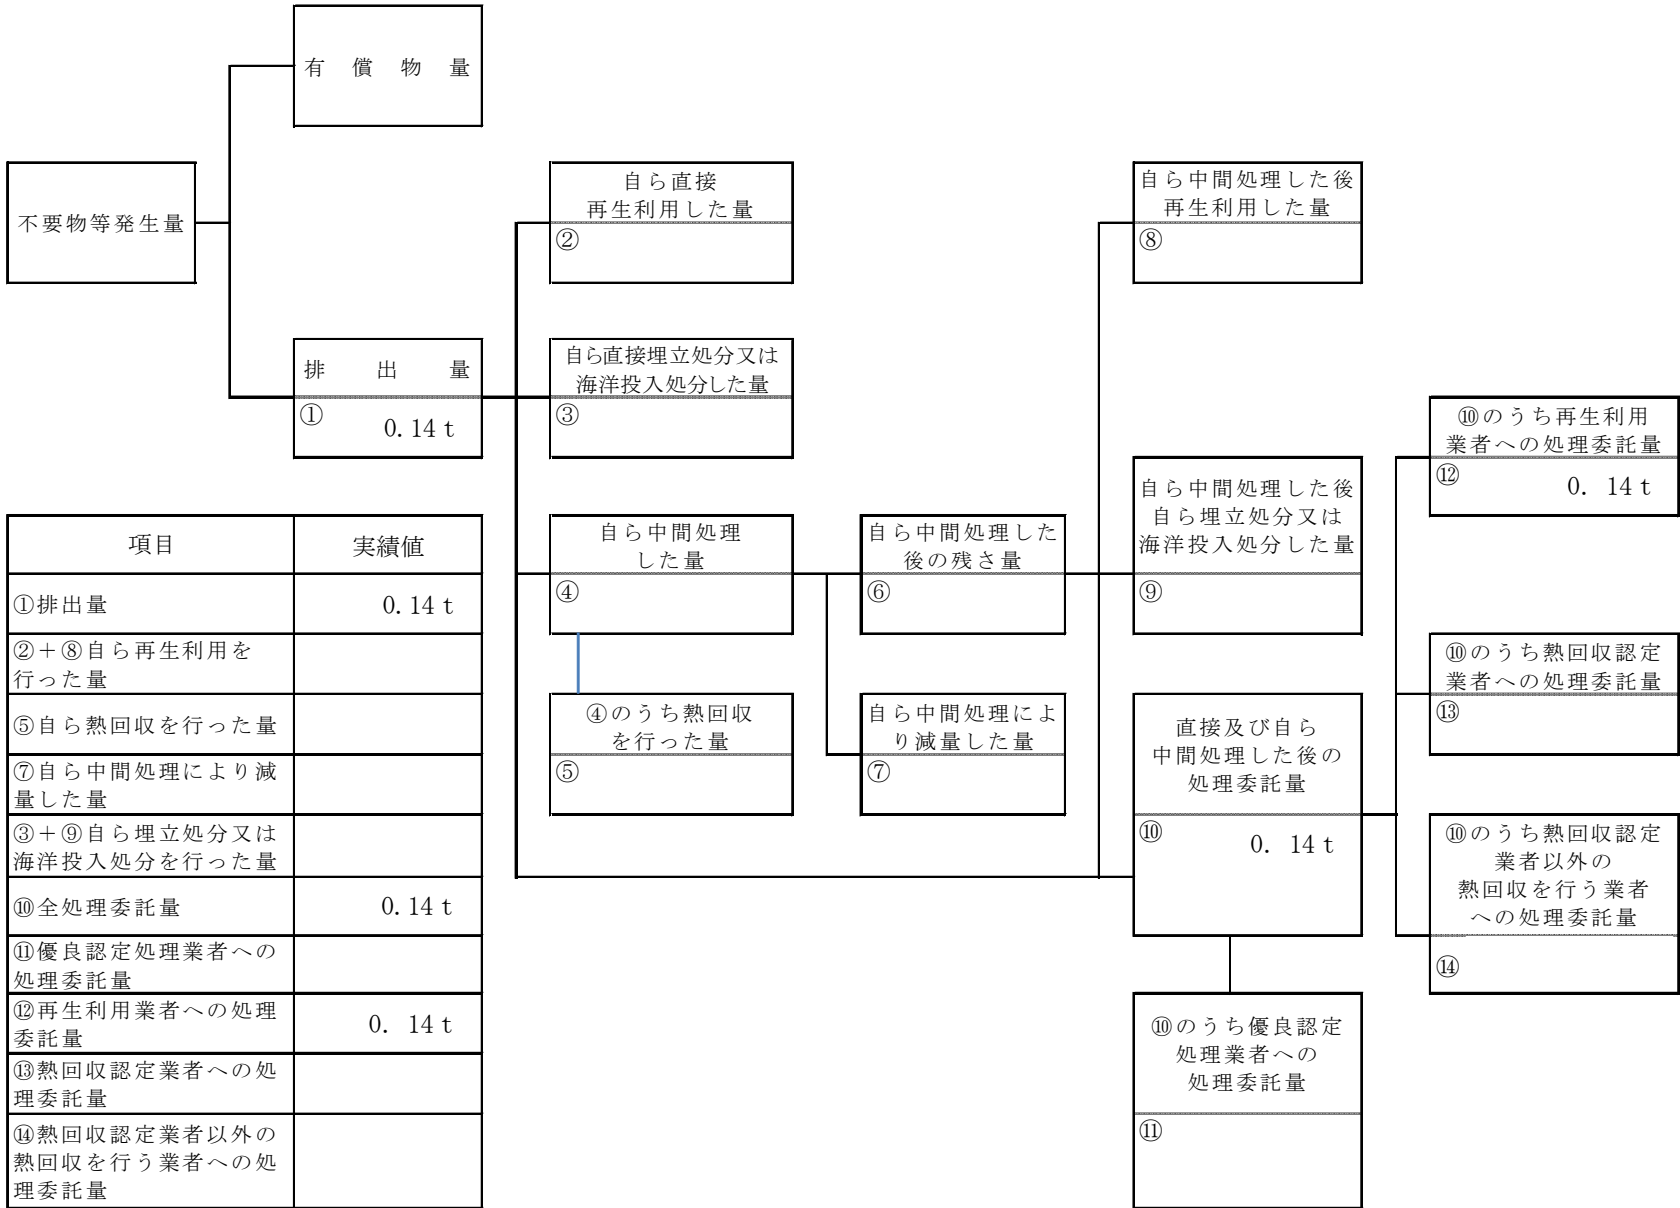 有償物量
不要物等発生量
排出量
①
0.14 t
自ら直接
再生利用した量
②
自ら直接埋立処分又は
海洋投入処分した量
③
自ら中間処理
した量
④
④のうち熱回収
を行った量
⑤
自ら中間処理した
後の残さ量
⑥
自ら中間処理によ
り減量した量
⑦
自ら中間処理した後
再生利用した量
⑧
自ら中間処理した後
自ら埋立処分又は
海洋投入処分した量
⑨
直接及び自ら
中間処理した後の
処理委託量
⑩
0. 14 t
⑩のうち優良認定
処理業者への
処理委託量
⑪
⑩のうち再生利用
業者への処理委託量
⑫
0. 14 t
⑩のうち熱回収認定
業者への処理委託量
⑬
⑩のうち熱回収認定
業者以外の
熱回収を行う業者
への処理委託量
⑭
項目 実績値
①排出量 0.14 t
②＋⑧自ら再生利用を
行った量
⑤自ら熱回収を行った量
⑦自ら中間処理により減
量した量
③＋⑨自ら埋立処分又は
海洋投入処分を行った量
⑩全処理委託量 0.14 t
⑪優良認定処理業者への
処理委託量
⑫再生利用業者への処理
委託量 0. 14 t
⑬熱回収認定業者への処
理委託量
⑭熱回収認定業者以外の
熱回収を行う業者への処
理委託量